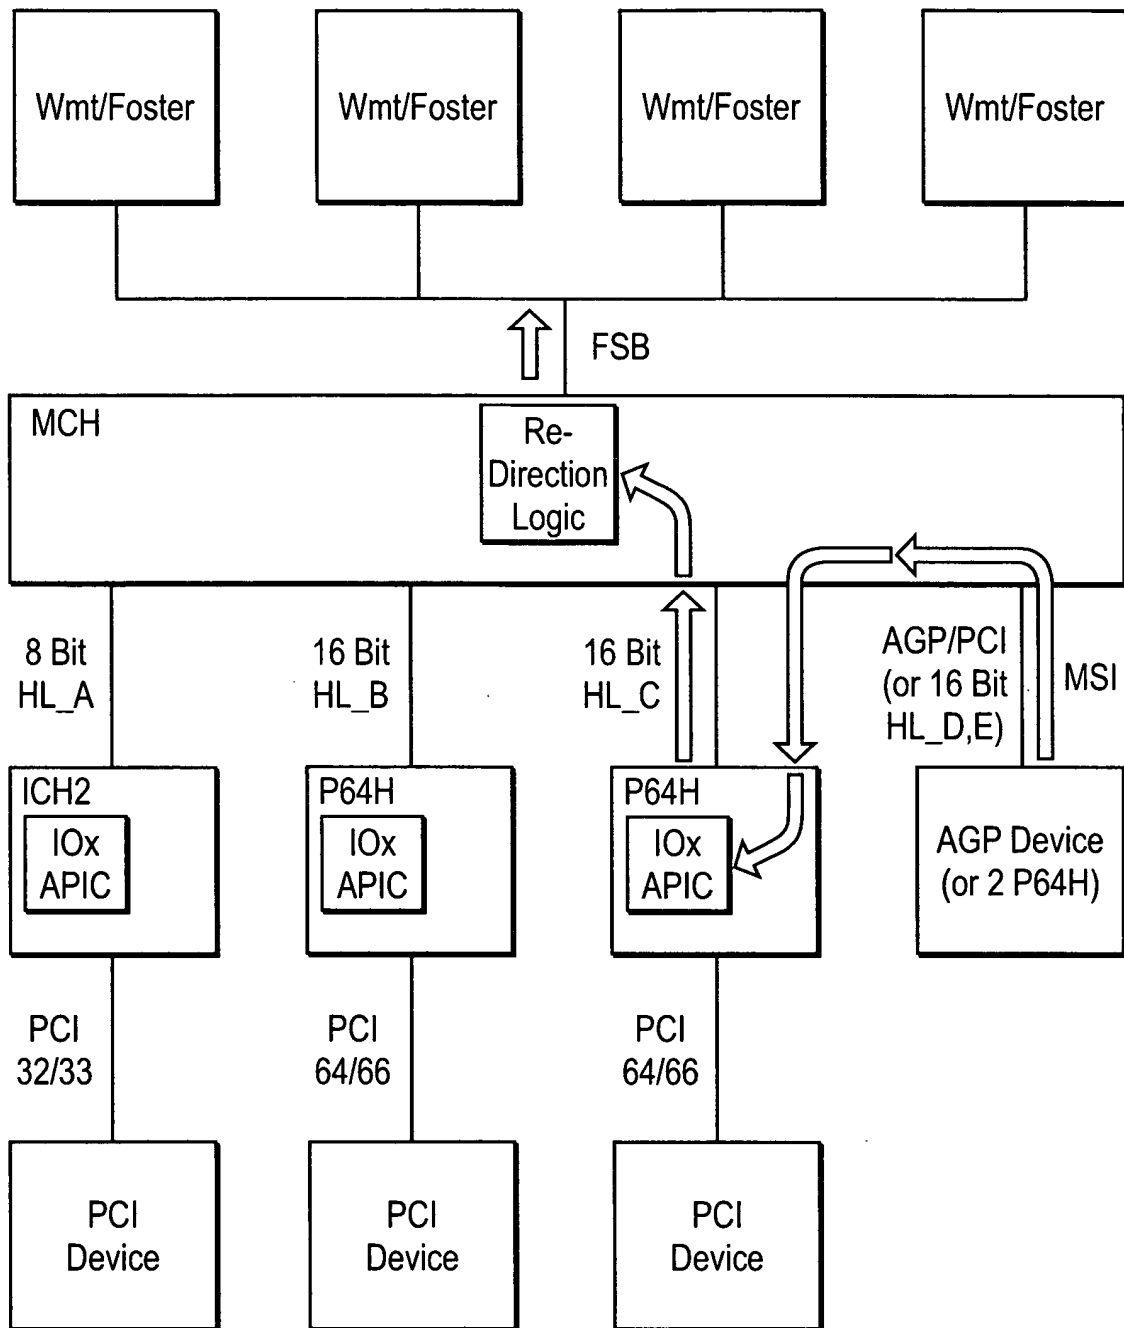 Wmt/Foster
Wmt/Foster
Wmt/Foster
Wmt/Foster
FSB
MCH
Re-
Direction
Logic
8 Bit
HL_A
16 Bit
HL_B
16 Bit
HL_C
AGP/PCI
(or 16 Bit
HL_D,E)
MSI
ICH2
IOx
APIC
P64H
IOx
APIC
P64H
IOx
APIC
AGP Device
(or 2 P64H)
PCI
32/33
PCI
64/66
PCI
64/66
PCI
Device
PCI
Device
PCI
Device